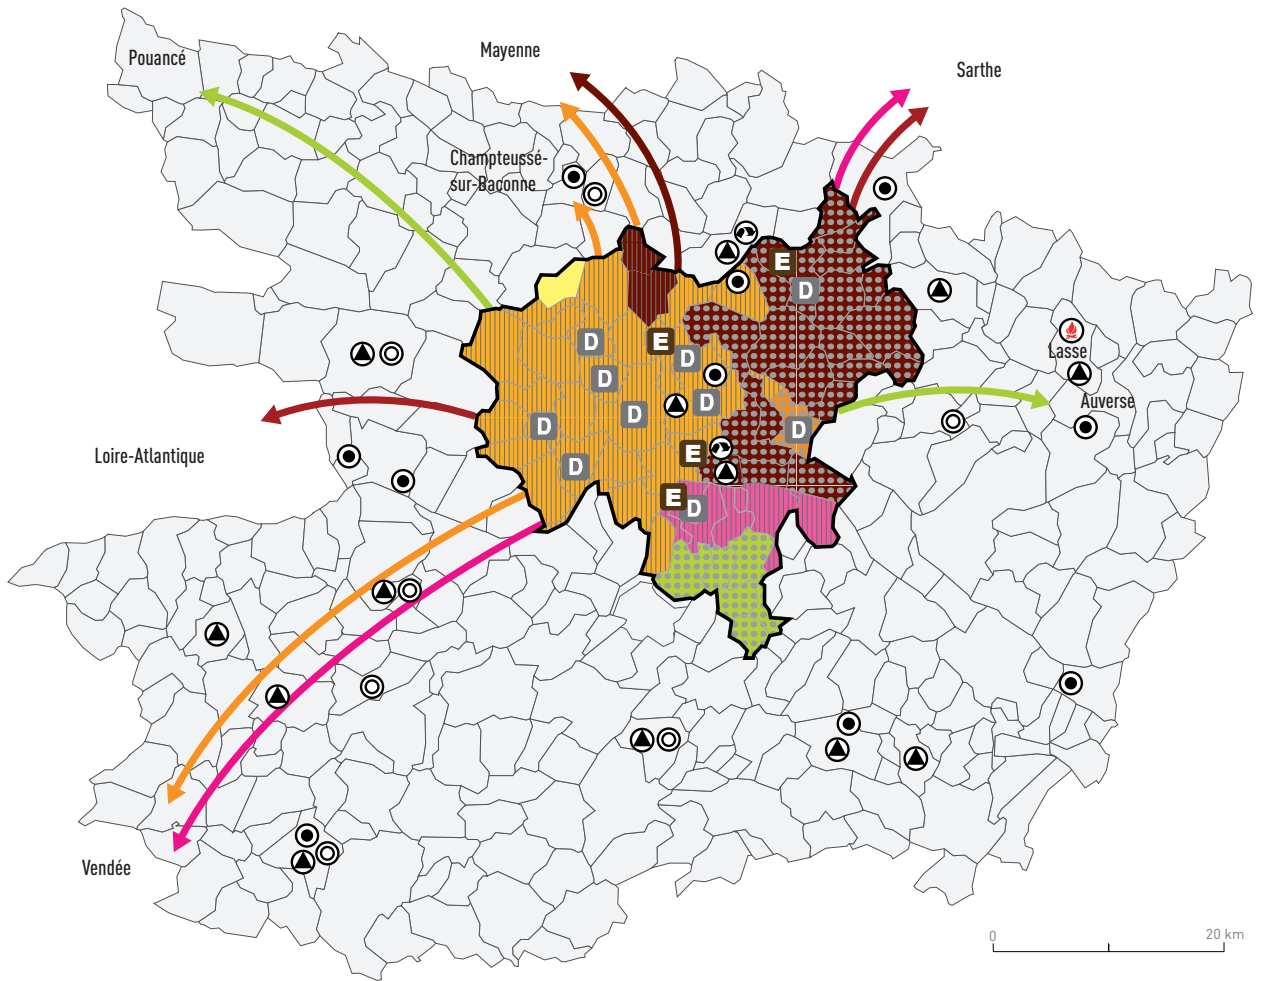 Mayenne
Pouancé
Sarthe
Champteussé-
sur-Baconne
E
D
D
E
D
Lasse
D
D
Auverse
D
D
D
Loire-Atlantique
E
D
E
D
Vendée
0
20 km